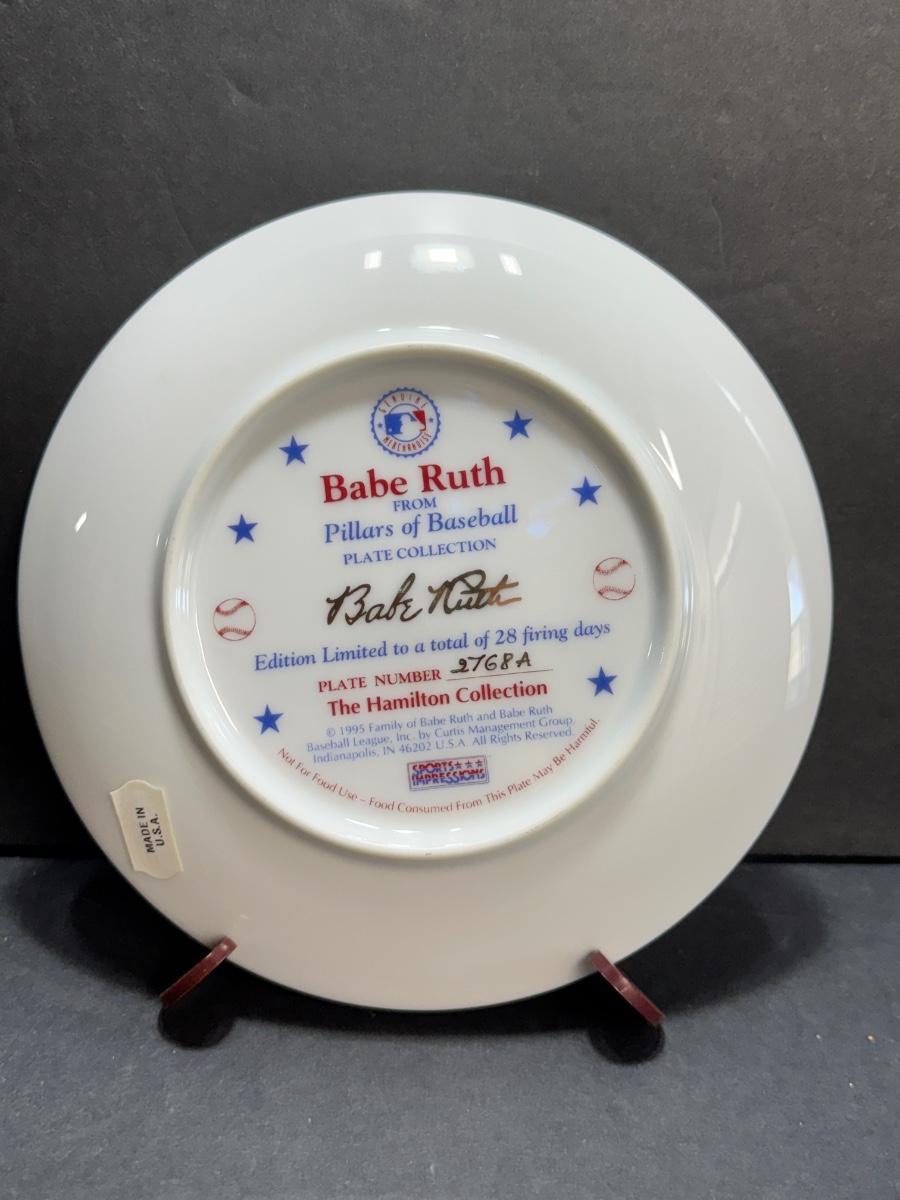 GENUINE
MERCHANDISE
Babe Ruth
FROM
Pillars of Baseball
PLATE COLLECTION
Babe Ruth
Edition Limited to a total of 28 firing days
PLATE NUMBER 2768A
The Hamilton Collection
© 1995 Family of Babe Ruth and Babe Ruth
Baseball League, Inc. by Curtis Management Group,
Indianapolis, IN 46202 U.S.A. All Rights Reserved.
SPORTS
IMPRESSIONS
Not For Food Use – Food Consumed From This Plate May Be Harmful.
MADE IN
U.S.A.